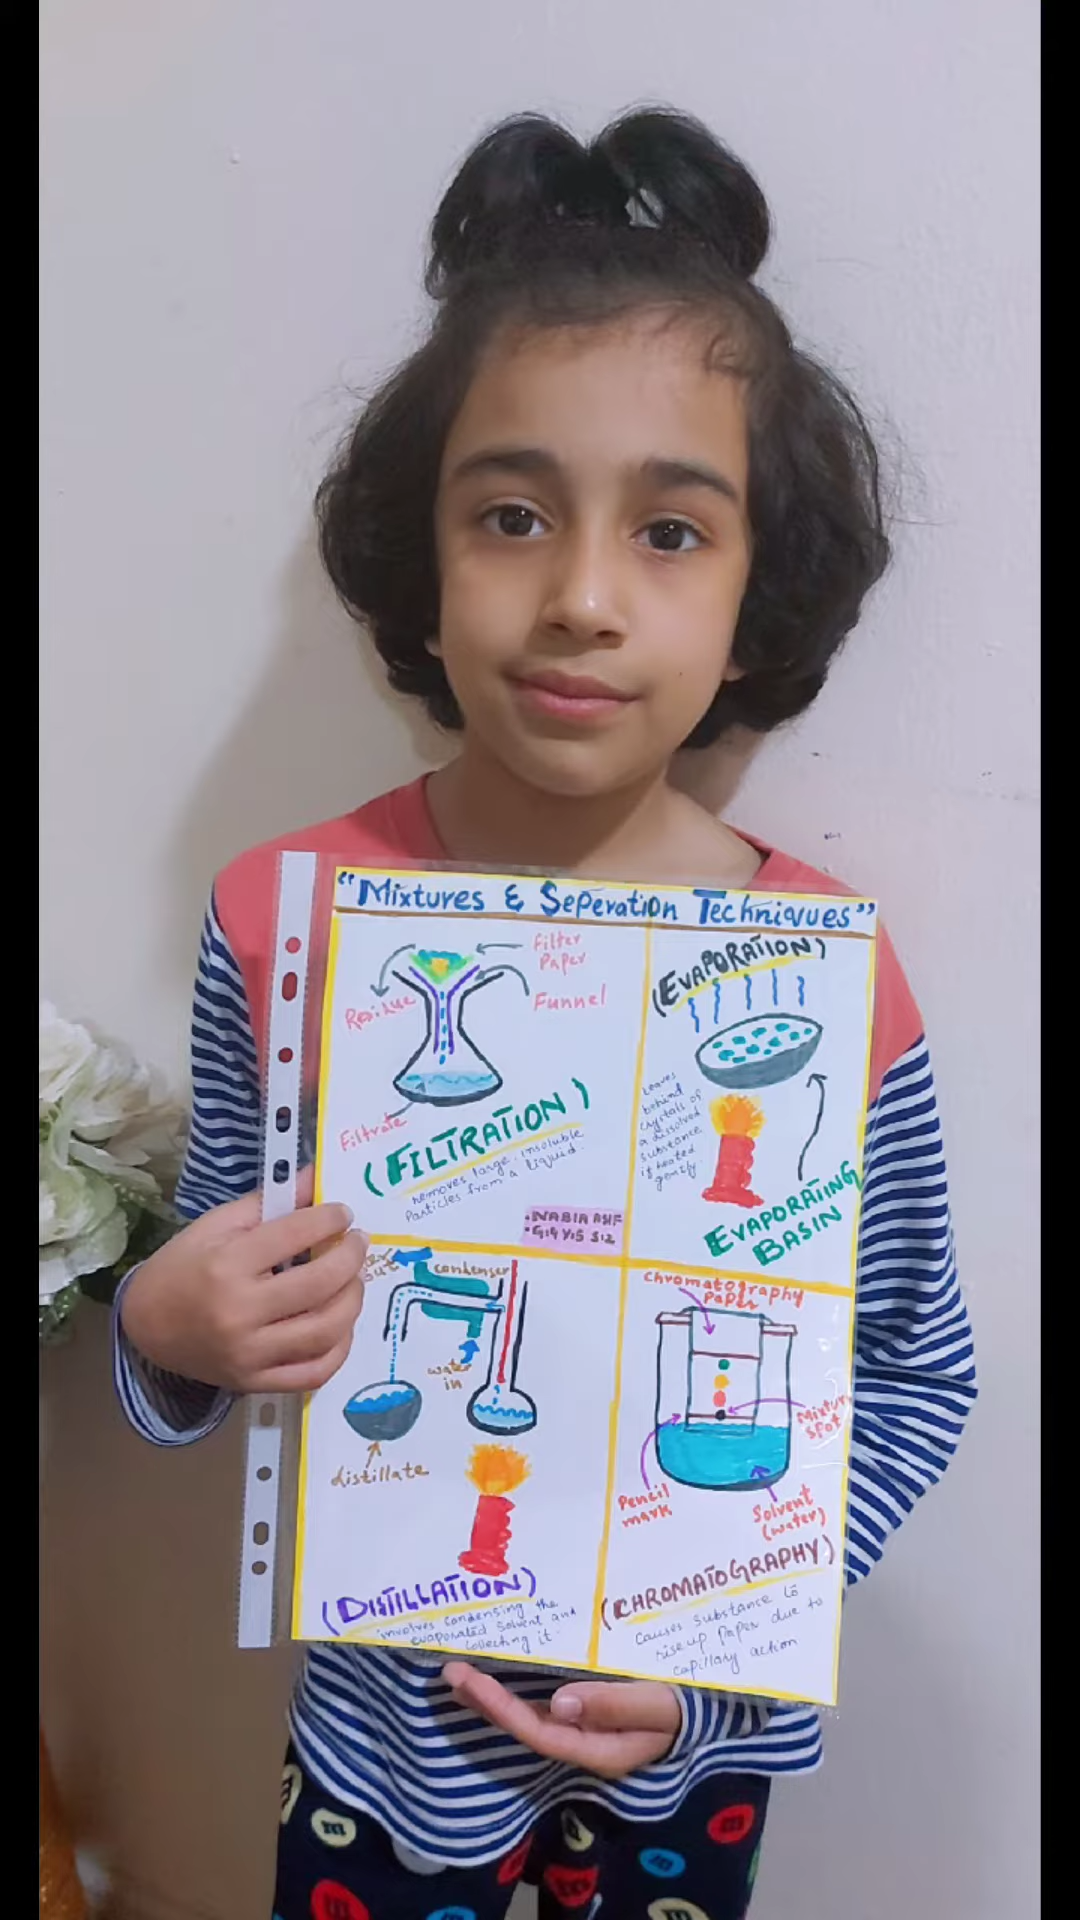 "Mixtures & Seperation Techniques"
Filter
Paper
Residue
Funnel
Filtrate
(FILTRATION)
removes large, insoluble
Particles from a liquid.
• NABIA ASIF
(EVAPORATION)
Leaves
behind
crystals of
a dissolved
substance
if heated
gently.
EVAPORATING
BASIN
out
condenser
water
in
distillate
(DISTILLATION)
involves condensing the
evaporated solvent and
collecting it.
Chromatography
Paper
Mixture
spot
Pencil
mark
Solvent
(water)
(CHROMATOGRAPHY)
causes substance to
rise up paper due to
capillary action
m
m
m
m